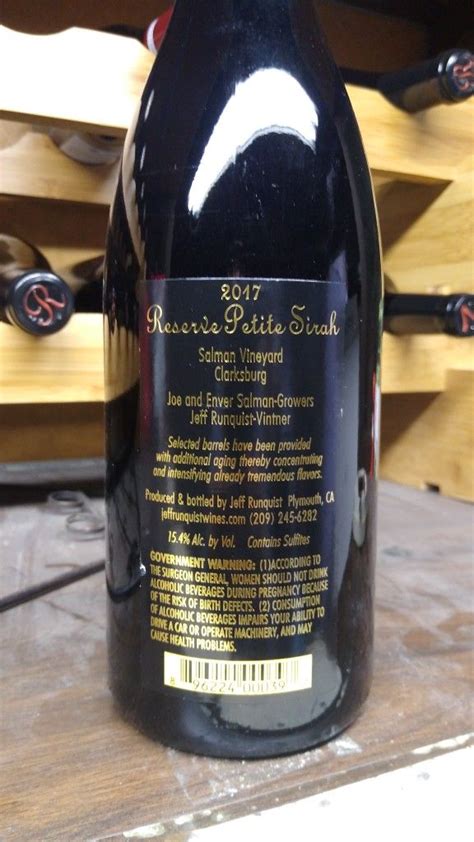 2017
Reserve Petite Sirah
Salman Vineyard
Clarksburg
Joe and Enver Salman-Growers
Jeff Runquist-Vintner
Selected barrels have been provided
with additional aging thereby concentrating
and intensifying already tremendous flavors.
Produced & bottled by Jeff Runquist Plymouth, CA
jeffrunquistwines.com (209) 245-6282
15.4% Alc. by Vol. Contains Sulfites
GOVERNMENT WARNING: (1)ACCORDING TO
THE SURGEON GENERAL, WOMEN SHOULD NOT DRINK
ALCOHOLIC BEVERAGES DURING PREGNANCY BECAUSE
OF THE RISK OF BIRTH DEFECTS. (2) CONSUMPTION
OF ALCOHOLIC BEVERAGES IMPAIRS YOUR ABILITY TO
DRIVE A CAR OR OPERATE MACHINERY, AND MAY
CAUSE HEALTH PROBLEMS.
8 96224 00039
R
R
R